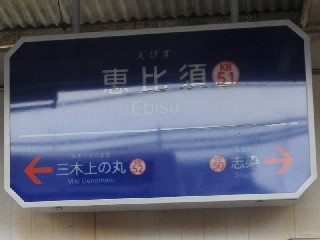 えびす
恵比須 KB 51
Ebisu
三木上の丸 52
Miki Uenomaru
志染 50